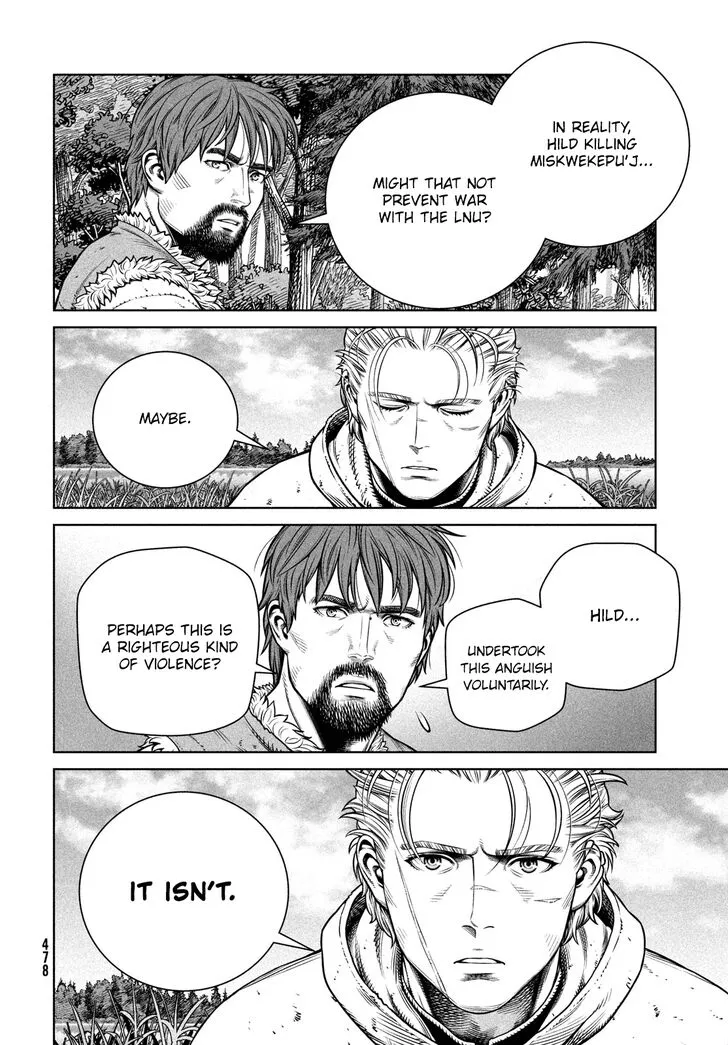 IN REALITY,
HILD KILLING
MISKWEKEPU'J...
MIGHT THAT NOT
PREVENT WAR
WITH THE LNU?
MAYBE.
HILD...
UNDERTOOK
THIS ANGUISH
VOLUNTARILY.
PERHAPS THIS IS
A RIGHTEOUS KIND
OF VIOLENCE?
IT ISN'T.
478